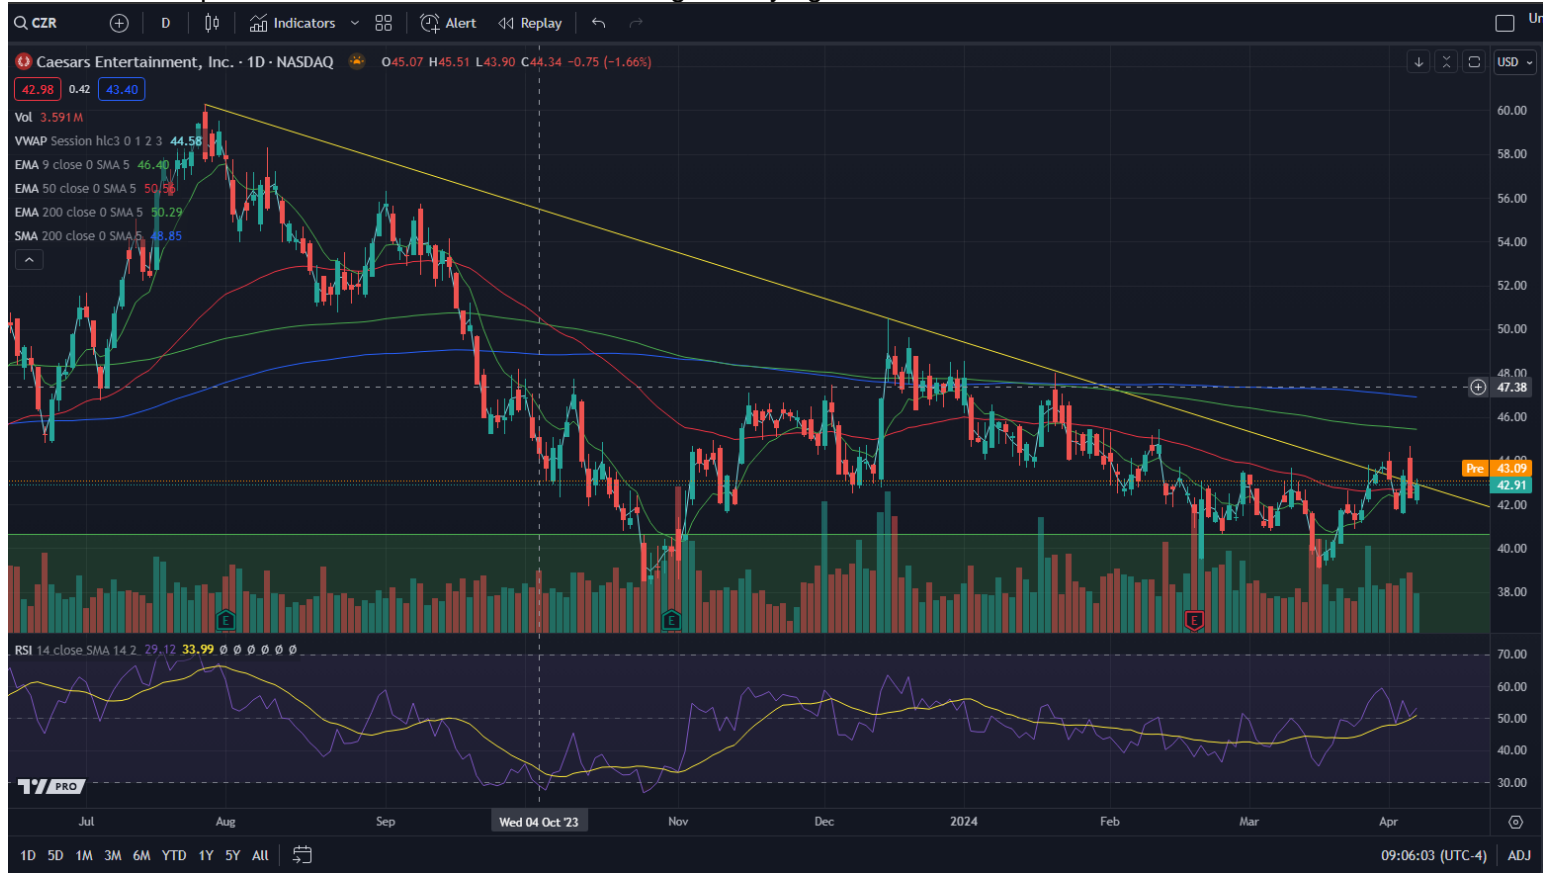 CZR D Indicators Alert Replay Un
Caesars Entertainment, Inc. · 1D · NASDAQ O45.07 H45.51 L43.90 C44.34 −0.75 (−1.66%) USD
42.98 0.42 43.40
Vol 3.591M
VWAP Session hlc3 0 1 2 3 44.58
EMA 9 close 0 SMA 5 46.40
EMA 50 close 0 SMA 5 50.56
EMA 200 close 0 SMA 5 50.29
SMA 200 close 0 SMA 5 48.85
60.00
58.00
56.00
54.00
52.00
50.00
48.00
47.38
46.00
44.00
Pre 43.09
42.91
42.00
40.00
38.00
E E E
RSI 14 close SMA 14 2 29.12 33.99 Ø Ø Ø Ø Ø Ø
70.00
60.00
50.00
40.00
30.00
PRO
Jul Aug Sep Wed 04 Oct '23 Nov Dec 2024 Feb Mar Apr
1D 5D 1M 3M 6M YTD 1Y 5Y All 09:06:03 (UTC-4) ADJ